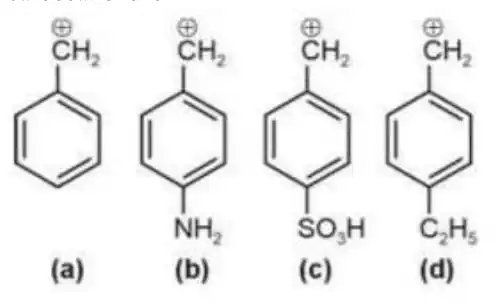 ⊕ ⊕ ⊕ ⊕
CH₂ CH₂ CH₂ CH₂
NH₂ SO₃H C₂H₅
(a) (b) (c) (d)